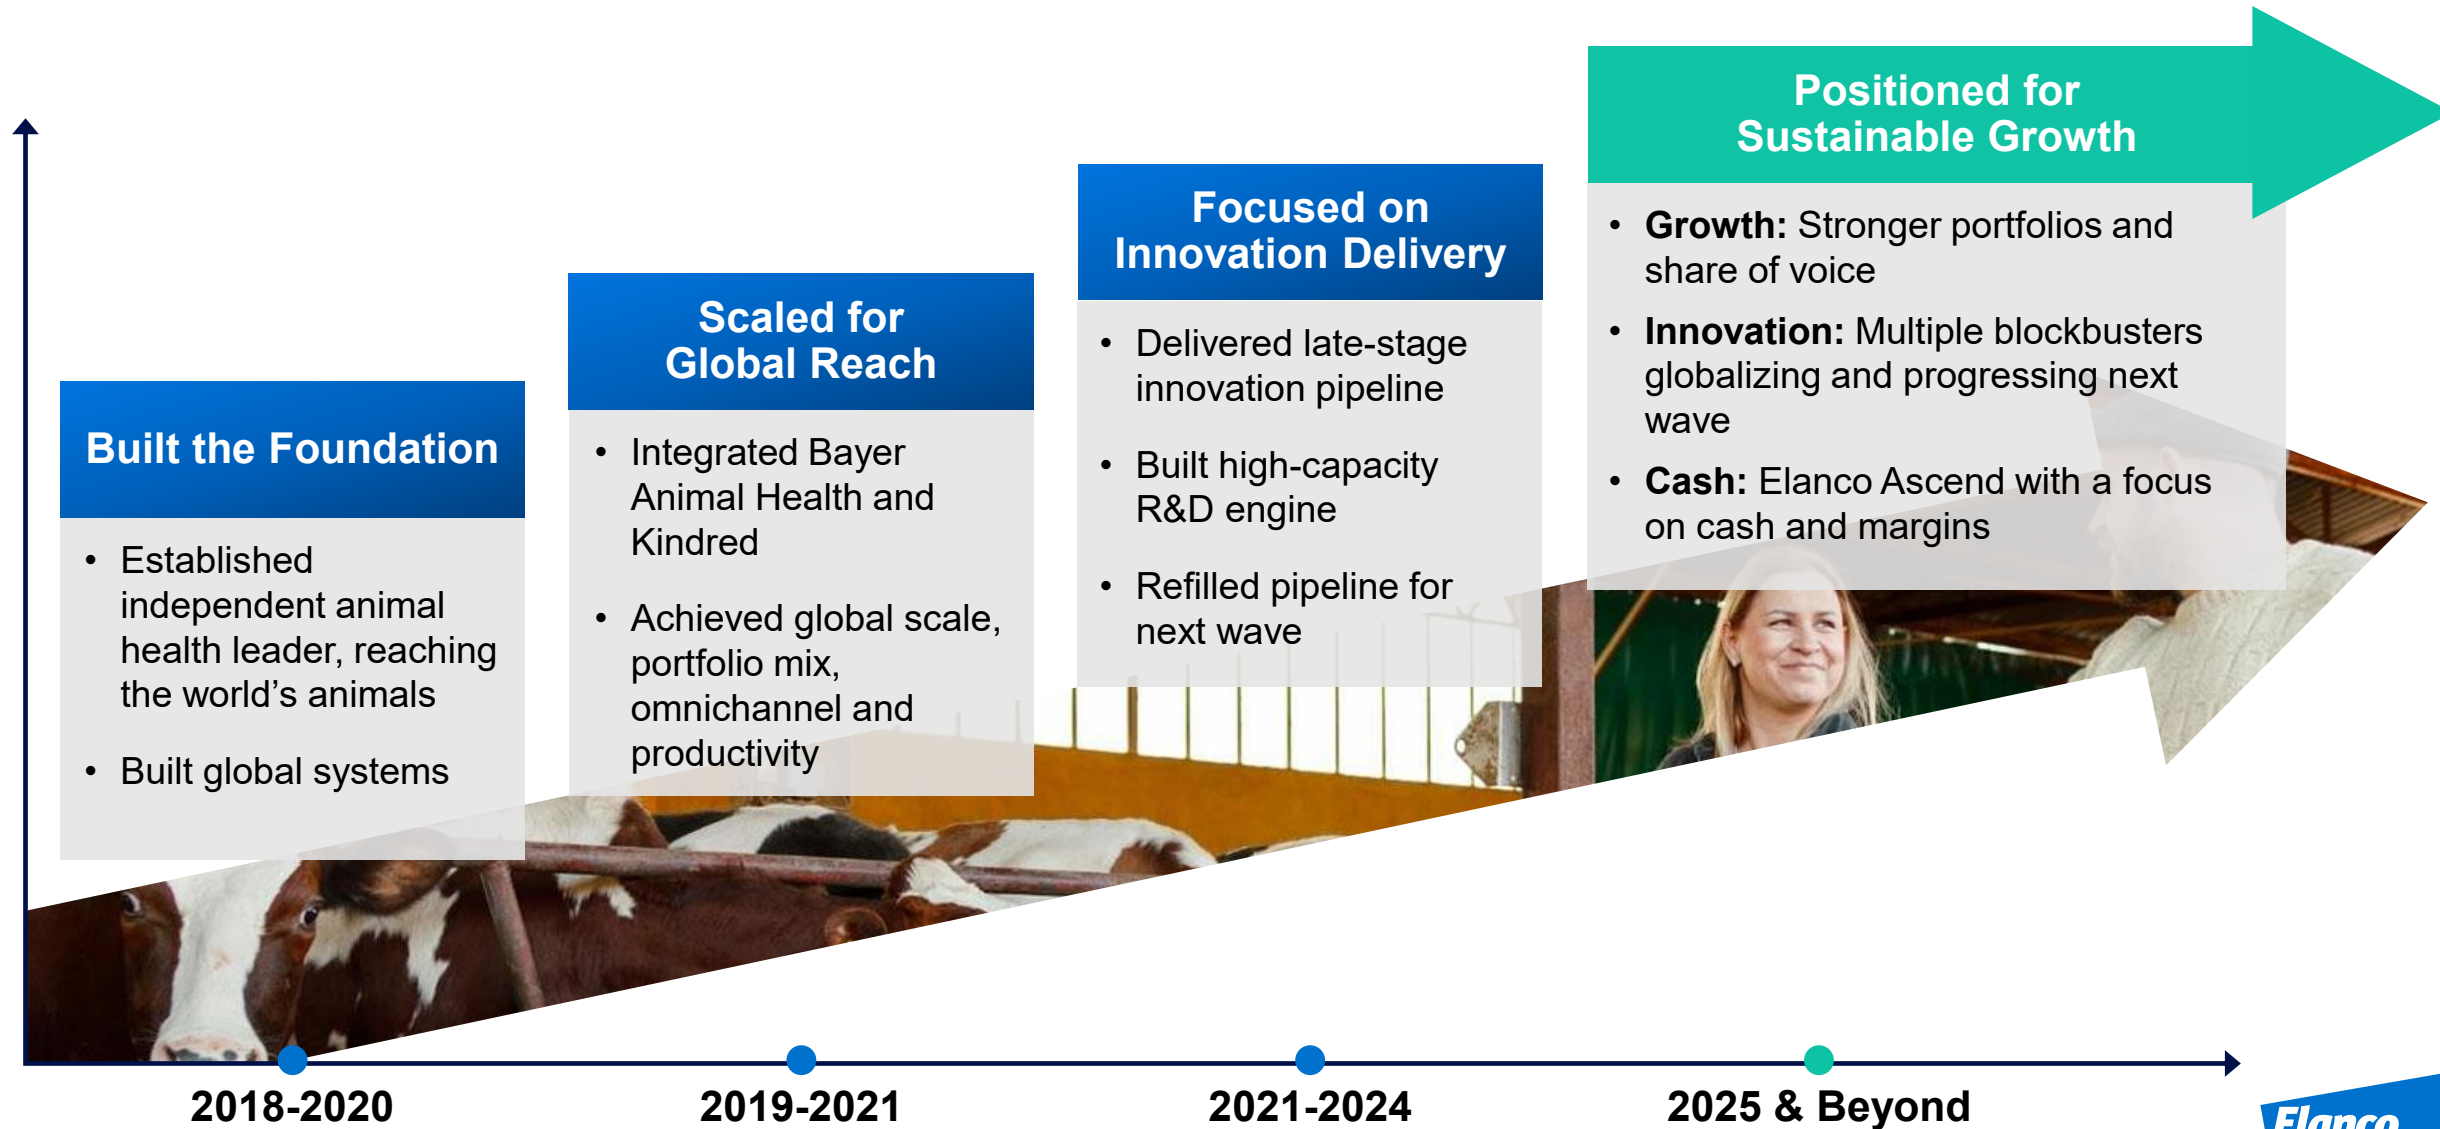 Built the Foundation
• Established
independent animal
health leader, reaching
the world’s animals
• Built global systems
Scaled for
Global Reach
• Integrated Bayer
Animal Health and
Kindred
• Achieved global scale,
portfolio mix,
omnichannel and
productivity
Focused on
Innovation Delivery
• Delivered late-stage
innovation pipeline
• Built high-capacity
R&D engine
• Refilled pipeline for
next wave
Positioned for
Sustainable Growth
• Growth: Stronger portfolios and
share of voice
• Innovation: Multiple blockbusters
globalizing and progressing next
wave
• Cash: Elanco Ascend with a focus
on cash and margins
2018-2020
2019-2021
2021-2024
2025 & Beyond
Elanco